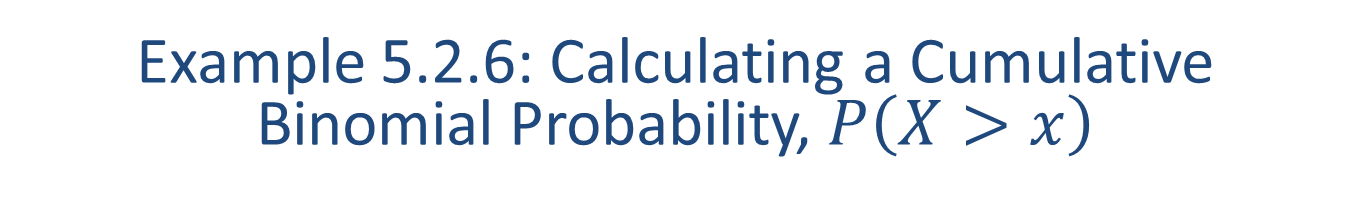 Example 5.2.6: Calculating a Cumulative
Binomial Probability, P(X > x)